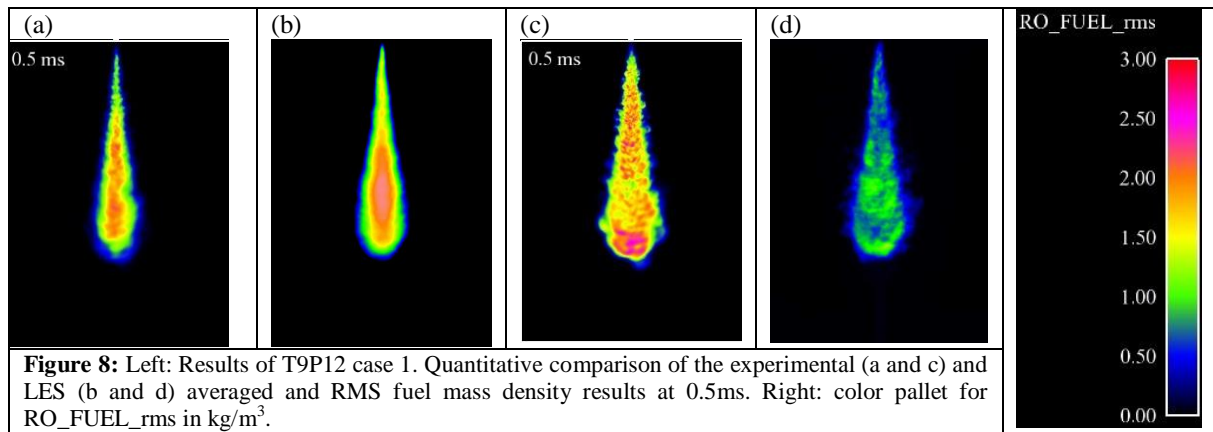 (a)
(b)
(c)
(d)
0.5 ms
0.5 ms
RO_FUEL_rms
3.00
2.50
2.00
1.50
1.00
0.50
0.00
Figure 8: Left: Results of T9P12 case 1. Quantitative comparison of the experimental (a and c) and
LES (b and d) averaged and RMS fuel mass density results at 0.5ms. Right: color pallet for
RO_FUEL_rms in kg/m³.